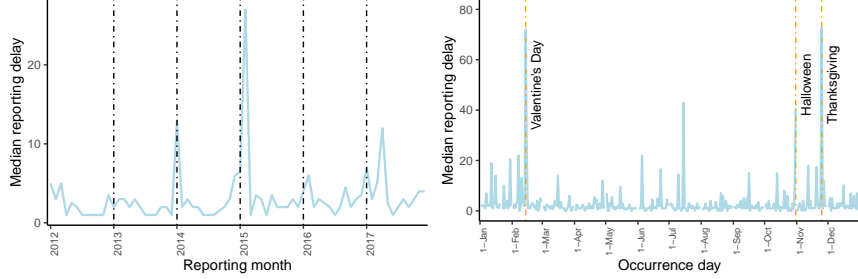 Median reporting delay
20
10
0
2012
2013
2014
2015
2016
2017
Reporting month
Median reporting delay
80
60
40
20
0
Valentine's Day
Halloween
Thanksgiving
1−Jan
1−Feb
1−Mar
1−Apr
1−May
1−Jun
1−Jul
1−Aug
1−Sep
1−Oct
1−Nov
1−Dec
Occurrence day